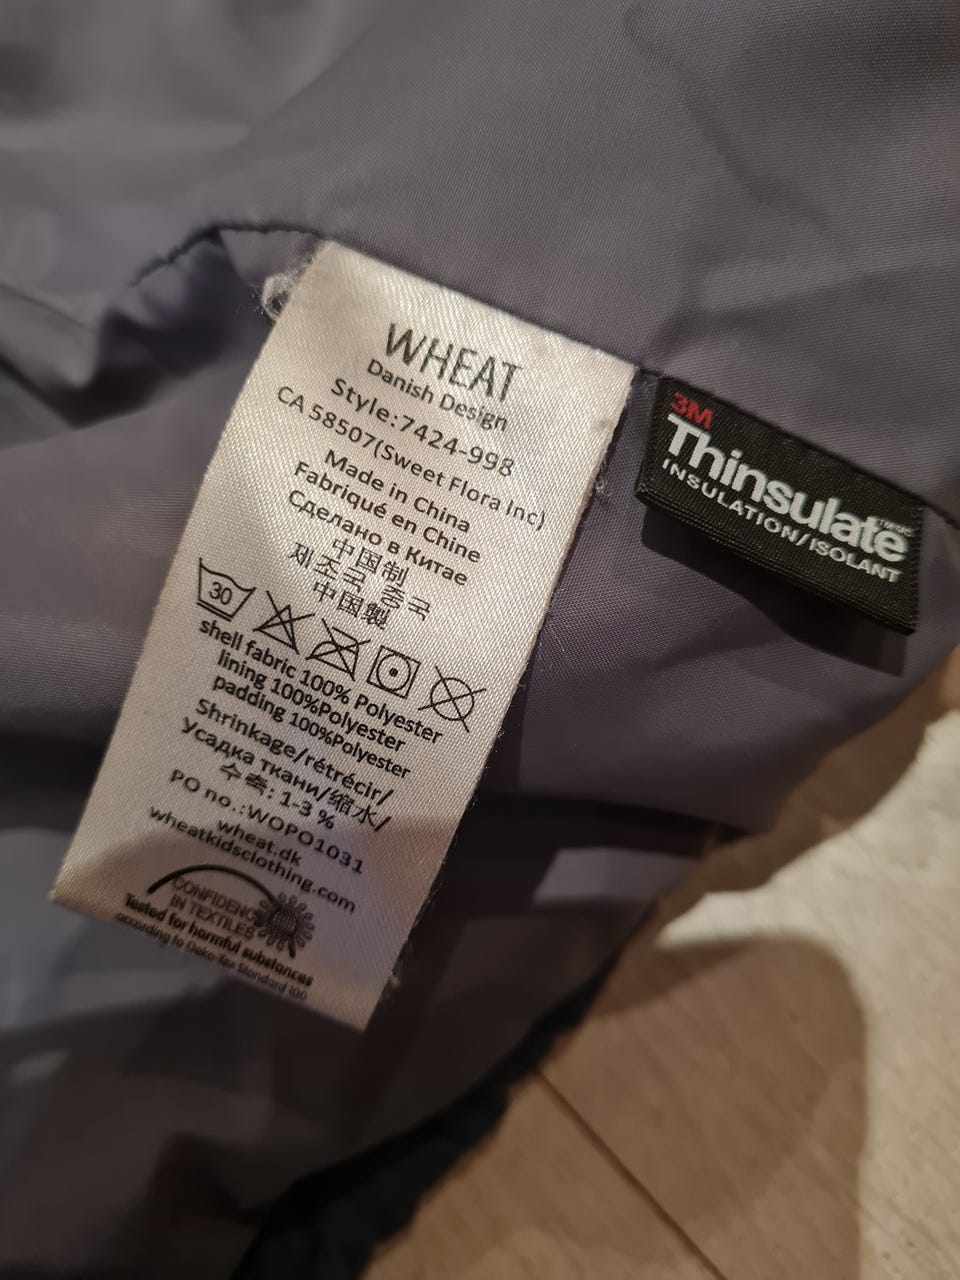 WHEAT
Danish Design
Style:7424-998
CA 58507(Sweet Flora Inc)
Made in China
Fabriqué en Chine
Сделано в Китае
中国制
제조국 중국
中国製
30
shell fabric 100% Polyester
lining 100%Polyester
padding 100%Polyester
Shrinkage/rétrécir/
Усадка ткани/缩水/
수축: 1-3 %
PO no.:WOPO1031
wheat.dk
wheatkidsclothing.com
CONFIDENCE
IN TEXTILES
Tested for harmful substances
according to Oeko-Tex Standard 100
3M
Thinsulate
INSULATION/ISOLANT